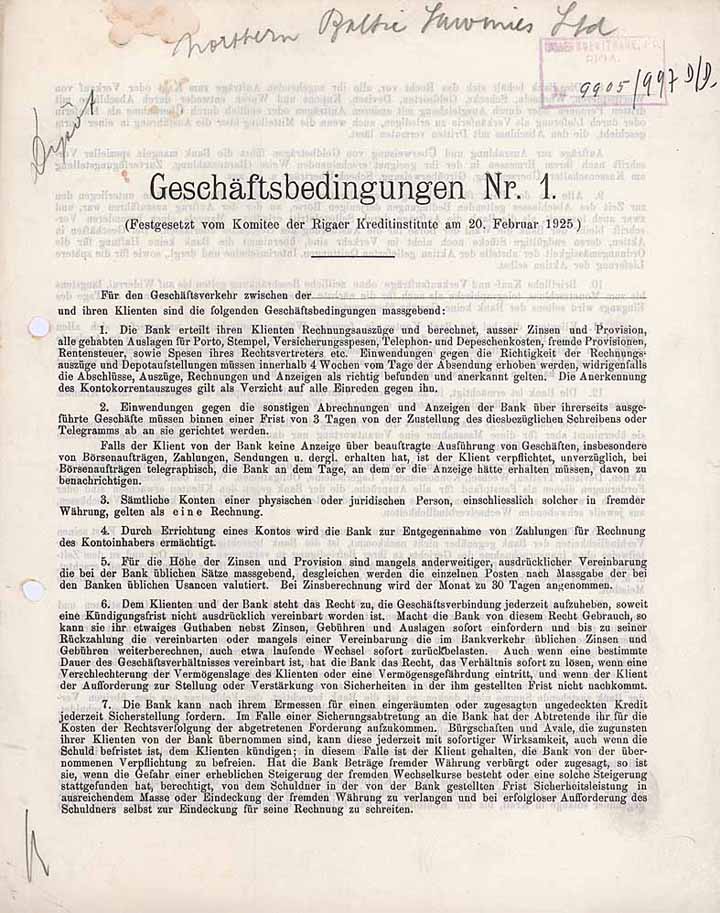 Northern Baltic Sawmies Ltd
RIGA.
9905/997 D/D.
Depôt
Geschäftsbedingungen Nr. 1.
(Festgesetzt vom Komitee der Rigaer Kreditinstitute am 20. Februar 1925)
Für den Geschäftsverkehr zwischen der
und ihren Klienten sind die folgenden Geschäftsbedingungen massgebend:
1. Die Bank erteilt ihren Klienten Rechnungsauszüge und berechnet, ausser Zinsen und Provision,
alle gehabten Auslagen für Porto, Stempel, Versicherungsspesen, Telephon- und Depeschenkosten, fremde Provisionen,
Rentensteuer, sowie Spesen ihres Rechtsvertreters etc. Einwendungen gegen die Richtigkeit der Rechnungs-
auszüge und Depotaufstellungen müssen innerhalb 4 Wochen vom Tage der Absendung erhoben werden, widrigenfalls
die Abschlüsse, Auszüge, Rechnungen und Anzeigen als richtig befunden und anerkannt gelten. Die Anerkennung
des Kontokorrentauszuges gilt als Verzicht auf alle Einreden gegen ihn.
2. Einwendungen gegen die sonstigen Abrechnungen und Anzeigen der Bank über ihrerseits ausge-
führte Geschäfte müssen binnen einer Frist von 3 Tagen von der Zustellung des diesbezüglichen Schreibens oder
Telegramms ab an sie gerichtet werden.
Falls der Klient von der Bank keine Anzeige über beauftragte Ausführung von Geschäften, insbesondere
von Börsenaufträgen, Zahlungen, Sendungen u. dergl. erhalten hat, ist der Klient verpflichtet, unverzüglich, bei
Börsenaufträgen telegraphisch, die Bank an dem Tage, an dem er die Anzeige hätte erhalten müssen, davon zu
benachrichtigen.
3. Sämtliche Konten einer physischen oder juridischen Person, einschliesslich solcher in fremder
Währung, gelten als eine Rechnung.
4. Durch Errichtung eines Kontos wird die Bank zur Entgegennahme von Zahlungen für Rechnung
des Kontoinhabers ermächtigt.
5. Für die Höhe der Zinsen und Provision sind mangels anderweitiger, ausdrücklicher Vereinbarung
die bei der Bank üblichen Sätze massgebend, desgleichen werden die einzelnen Posten nach Massgabe der bei
den Banken üblichen Usancen valutiert. Bei Zinsberechnung wird der Monat zu 30 Tagen angenommen.
6. Dem Klienten und der Bank steht das Recht zu, die Geschäftsverbindung jederzeit aufzuheben, soweit
eine Kündigungsfrist nicht ausdrücklich vereinbart worden ist. Macht die Bank von diesem Recht Gebrauch, so
kann sie ihr etwaiges Guthaben nebst Zinsen, Gebühren und Auslagen sofort einfordern und bis zu seiner
Rückzahlung die vereinbarten oder mangels einer Vereinbarung die im Bankverkehr üblichen Zinsen und
Gebühren weiterberechnen, auch etwa laufende Wechsel sofort zurückbelasten. Auch wenn eine bestimmte
Dauer des Geschäftsverhältnisses vereinbart ist, hat die Bank das Recht, das Verhältnis sofort zu lösen, wenn eine
Verschlechterung der Vermögenslage des Klienten oder eine Vermögensgefährdung eintritt, und wenn der Klient
der Aufforderung zur Stellung oder Verstärkung von Sicherheiten in der ihm gestellten Frist nicht nachkommt.
7. Die Bank kann nach ihrem Ermessen für einen eingeräumten oder zugesagten ungedeckten Kredit
jederzeit Sicherstellung fordern. Im Falle einer Sicherungsabtretung an die Bank hat der Abtretende ihr für die
Kosten der Rechtsverfolgung der abgetretenen Forderung aufzukommen. Bürgschaften und Avale, die zugunsten
ihrer Klienten von der Bank übernommen sind, kann diese jederzeit mit sofortiger Wirksamkeit, auch wenn die
Schuld befristet ist, dem Klienten kündigen; in diesem Falle ist der Klient gehalten, die Bank von der über-
nommenen Verpflichtung zu befreien. Hat die Bank Beträge fremder Währung verbürgt oder zugesagt, so ist
sie, wenn die Gefahr einer erheblichen Steigerung der fremden Wechselkurse besteht oder eine solche Steigerung
stattgefunden hat, berechtigt, von dem Schuldner in der von der Bank gestellten Frist Sicherheitsleistung in
ausreichendem Masse oder Eindeckung der fremden Währung zu verlangen und bei erfolgloser Aufforderung des
Schuldners selbst zur Eindeckung für seine Rechnung zu schreiten.